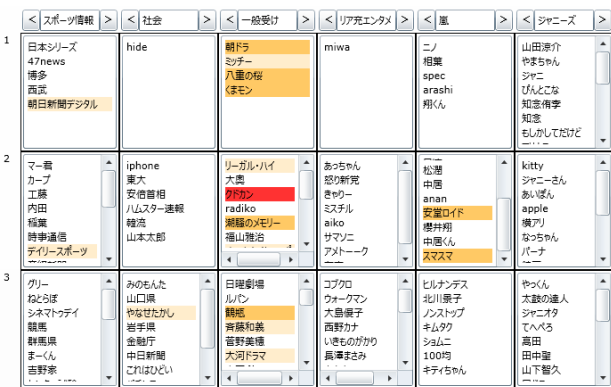 < スポーツ情報 >
< 社会 >
< 一般受け >
< リア充エンタメ >
< 嵐 >
< ジャニーズ >
1
日本シリーズ
47news
博多
西武
朝日新聞デジタル
hide
朝ドラ
ミッチー
八重の桜
くまモン
miwa
ニノ
相葉
spec
arashi
翔くん
山田涼介
やまちゃん
ジャニ
ぴんとこな
知念侑李
知念
もしかしてだけど
2
マー君
カープ
工藤
内田
稲葉
時事通信
デイリースポーツ
iphone
東大
安倍首相
ハムスター速報
韓流
山本太郎
リーガル・ハイ
大奥
クドカン
radiko
潮騒のメモリー
福山雅治
あっちゃん
怒り新党
きゃりー
ミスチル
aiko
サマソニ
アメトーーク
松潤
中居
anan
安堂ロイド
櫻井翔
中居くん
スマスマ
kitty
ジャニーさん
あいばん
apple
横アリ
なっちゃん
バーナ
3
グリー
ねとらぼ
シネマトゥデイ
競馬
群馬県
まーくん
吉野家
みのもんた
山口県
やなせたかし
岩手県
金融庁
中日新聞
これはひどい
日曜劇場
ルパン
鶴瓶
斉藤和義
菅野美穂
大河ドラマ
コブクロ
ウォークマン
大島優子
西野カナ
いきものがかり
長澤まさみ
ヒルナンデス
北川景子
ノンストップ
キムタク
ショムニ
100均
キティちゃん
やっくん
太鼓の達人
ジャニオタ
てへぺろ
高田
田中聖
山下智久